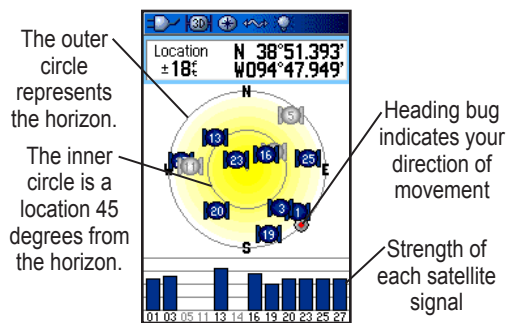 The outer
circle
represents
the horizon.
The inner
circle is a
location 45
degrees from
the horizon.
3D
Location
±18ft
N 38°51.393'
W094°47.949'
N
5
13
16
23
25
11
W
E
20
3
1
19
S
01 03 05 11 13 14 16 19 20 23 25 27
Heading bug
indicates your
direction of
movement
Strength of
each satellite
signal